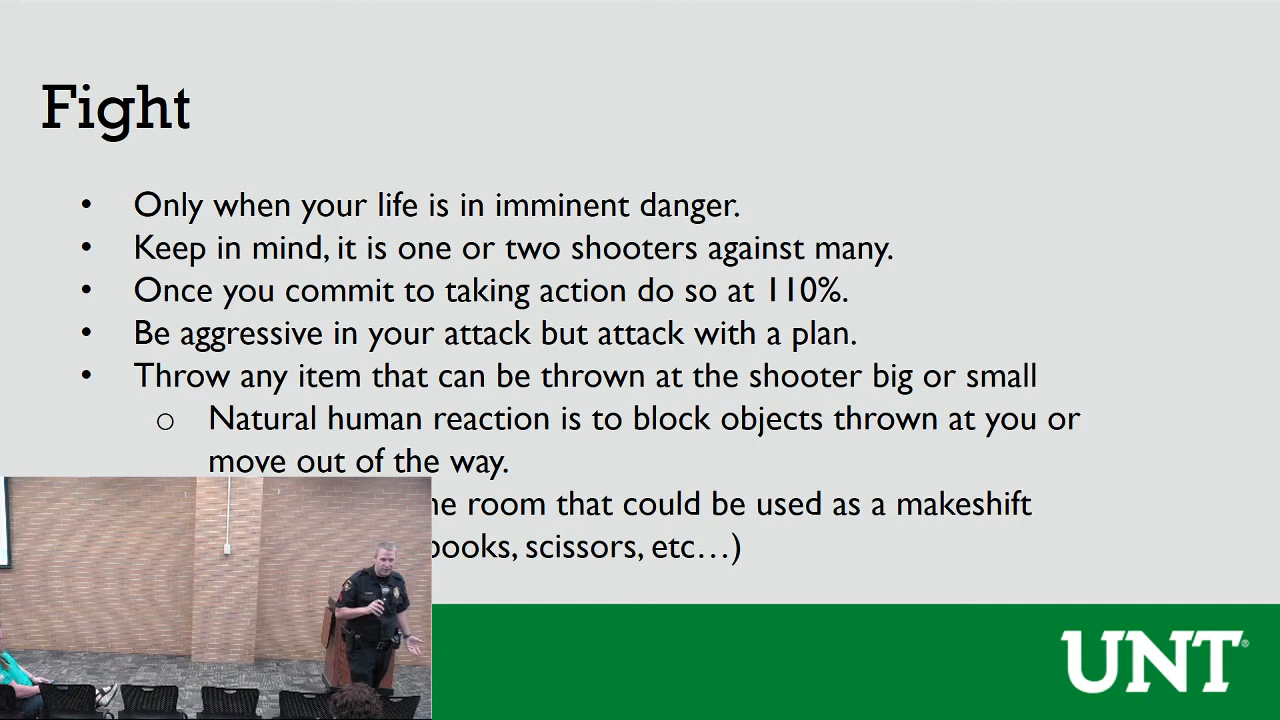 Fight
• Only when your life is in imminent danger.
• Keep in mind, it is one or two shooters against many.
• Once you commit to taking action do so at 110%.
• Be aggressive in your attack but attack with a plan.
• Throw any item that can be thrown at the shooter big or small
o Natural human reaction is to block objects thrown at you or
move out of the way.
room that could be used as a makeshift
scissors, etc…)
UNT®